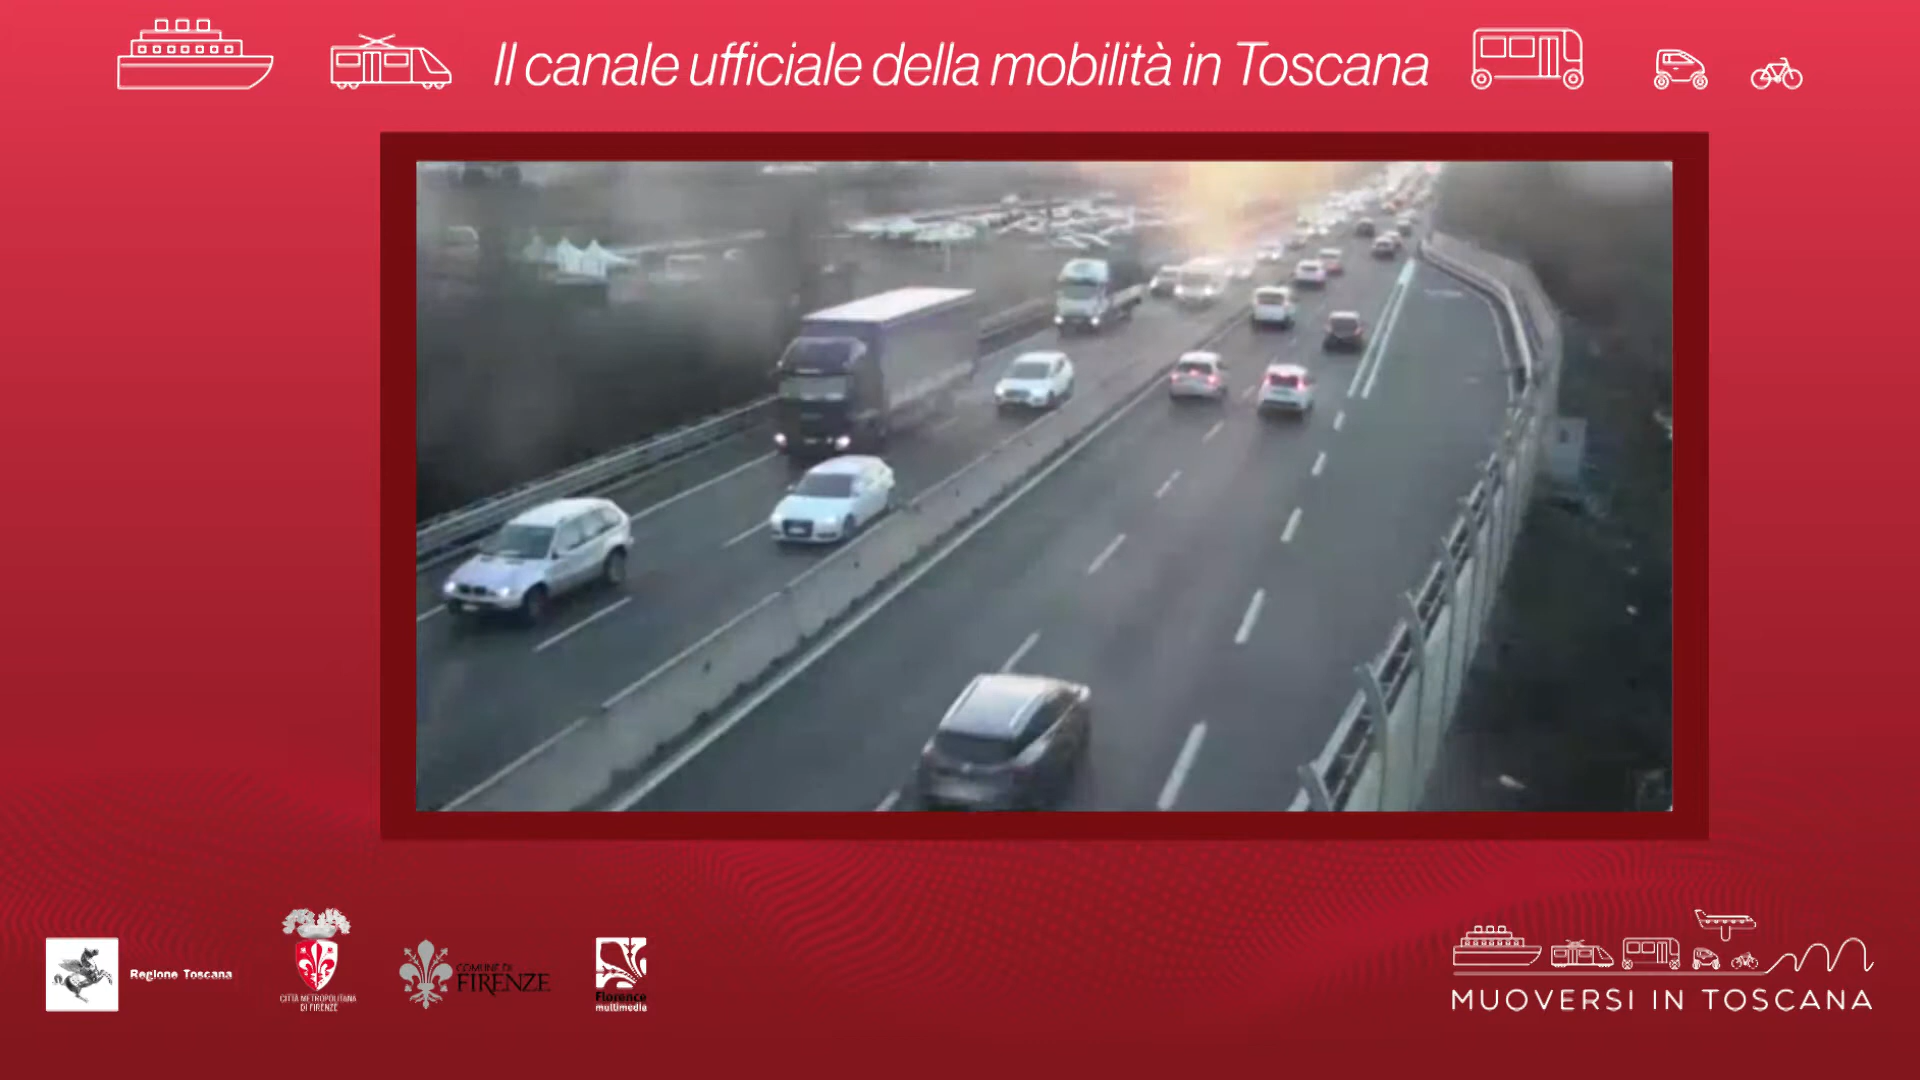 Il canale ufficiale della mobilità in Toscana
Regione Toscana
CITTÀ METROPOLITANA
DI FIRENZE
COMUNE DI
FIRENZE
Florence
multimedia
MUOVERSI IN TOSCANA